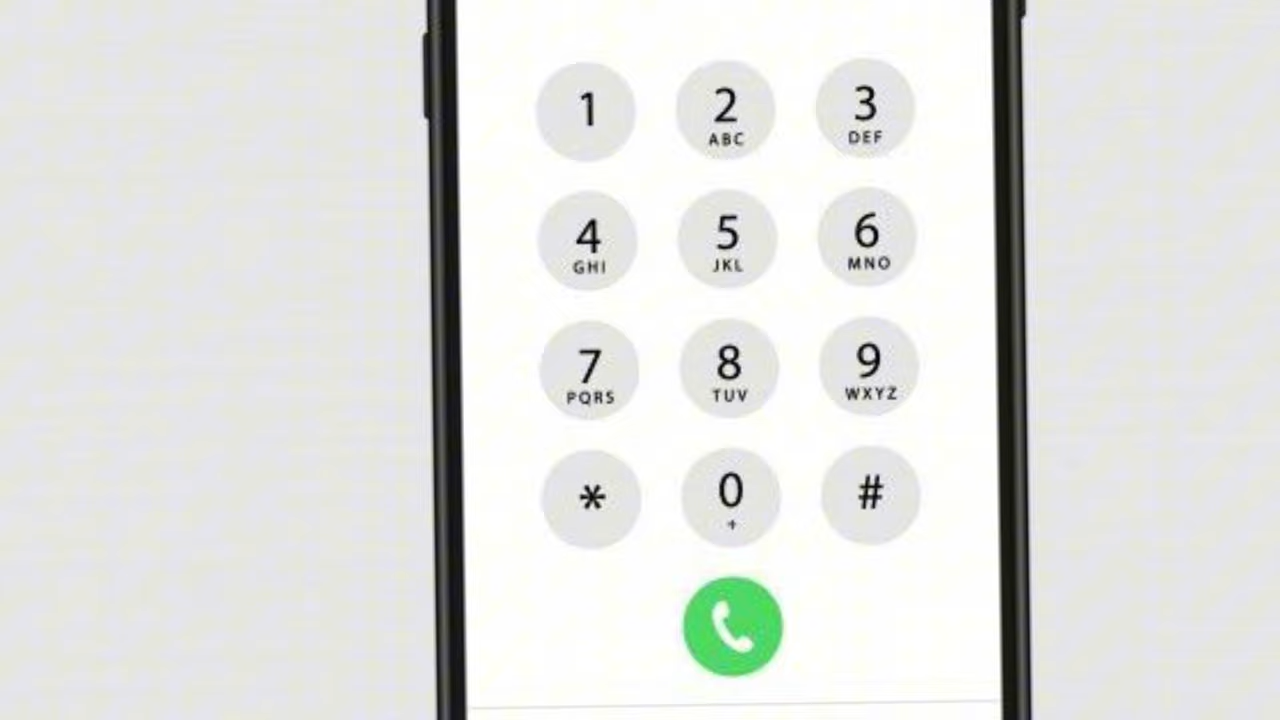 1 2 3
ABC DEF
4 5 6
GHI JKL MNO
7 8 9
PQRS TUV WXYZ
* 0 #
+